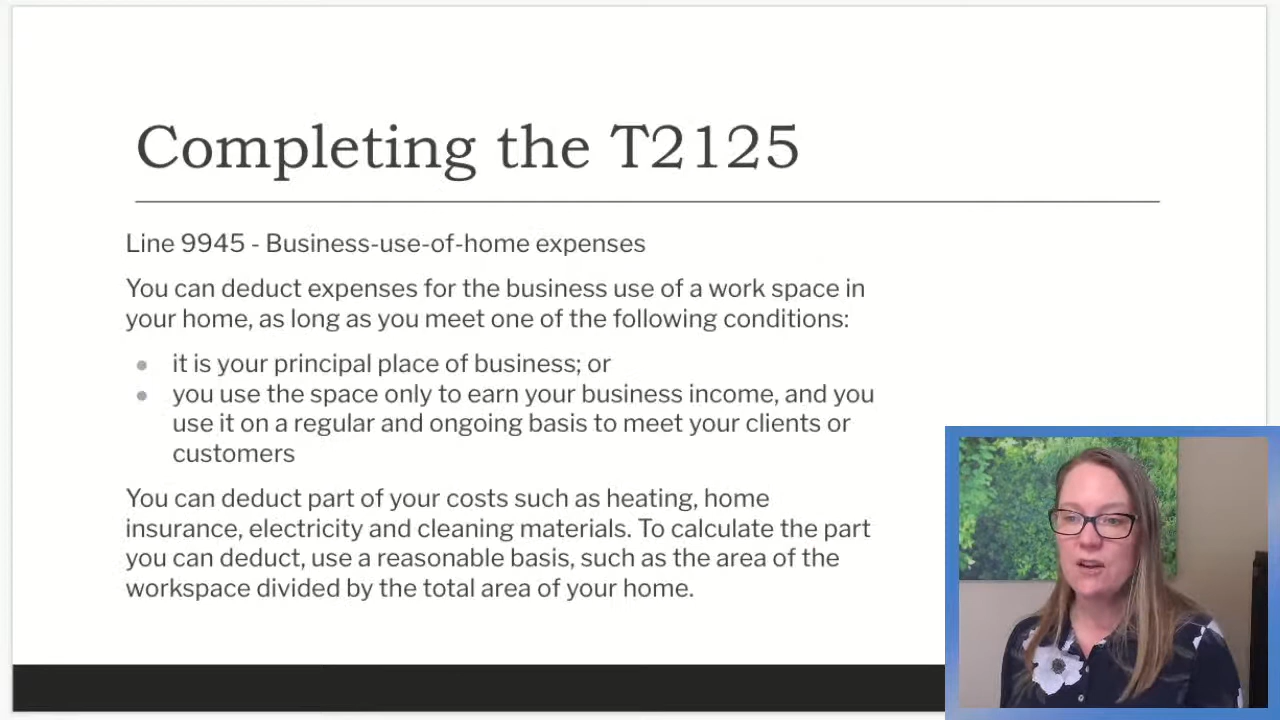 Completing the T2125
Line 9945 - Business-use-of-home expenses
You can deduct expenses for the business use of a work space in
your home, as long as you meet one of the following conditions:
● it is your principal place of business; or
● you use the space only to earn your business income, and you
use it on a regular and ongoing basis to meet your clients or
customers
You can deduct part of your costs such as heating, home
insurance, electricity and cleaning materials. To calculate the part
you can deduct, use a reasonable basis, such as the area of the
workspace divided by the total area of your home.